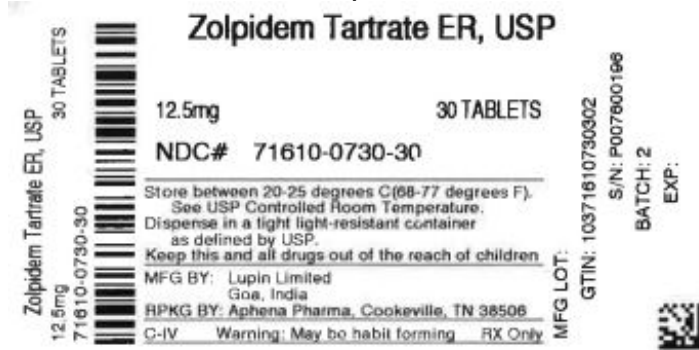 Zolpidem Tartrate ER, USP
12.5mg 30 TABLETS
NDC# 71610-0730-30
Store between 20-25 degrees C(68-77 degrees F).
See USP Controlled Room Temperature.
Dispense in a tight light-resistant container
as defined by USP.
Keep this and all drugs out of the reach of children
MFG BY: Lupin Limited
Goa, India
RPKG BY: Aphena Pharma, Cookeville, TN 38506
C-IV Warning: May be habit forming RX Only
Zolpidem Tartrate ER, USP
12.5mg 30 TABLETS
71610-0730-30
MFG LOT:
GTIN: 10371610730302
S/N: P007800196
BATCH: 2
EXP: